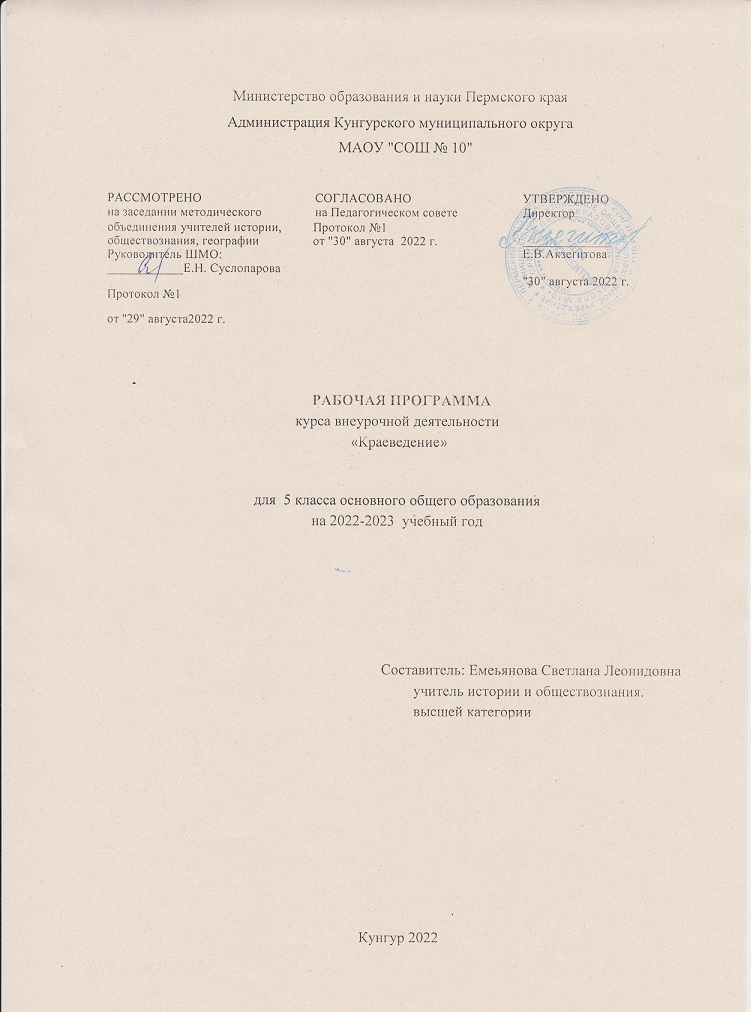 Министерство образования и науки Пермского края
Администрация Кунгурского муниципального округа
МАОУ "СОШ № 10"
РАССМОТРЕНО
на заседании методического
объединения учителей истории,
обществознания, географии
Руководитель ШМО:
____________Е.Н. Суслопарова
Протокол №1
от "29" августа2022 г.
СОГЛАСОВАНО
на Педагогическом совете
Протокол №1
от "30" августа 2022 г.
УТВЕРЖДЕНО
Директор
Е.В.Акзегитова
"30" августа 2022 г.
РАБОЧАЯ ПРОГРАММА
курса внеурочной деятельности
«Краеведение»
для 5 класса основного общего образования
на 2022-2023 учебный год
Составитель: Емеьянова Светлана Леонидовна
учитель истории и обществознания.
высшей категории
Кунгур 2022